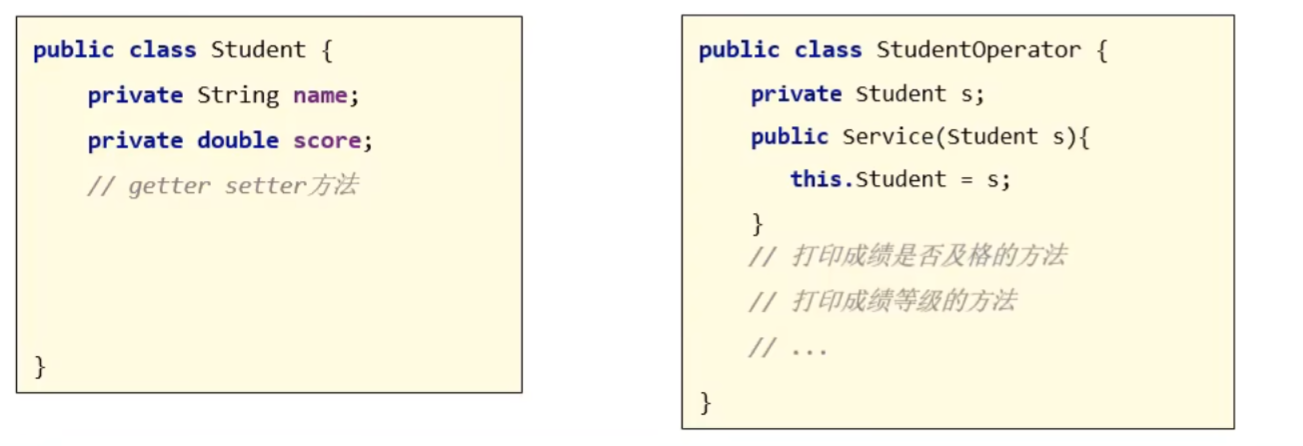 public class Student {
private String name;
private double score;
// getter setter方法
}
public class StudentOperator {
private Student s;
public Service(Student s){
this.Student = s;
}
// 打印成绩是否及格的方法
// 打印成绩等级的方法
// ...
}